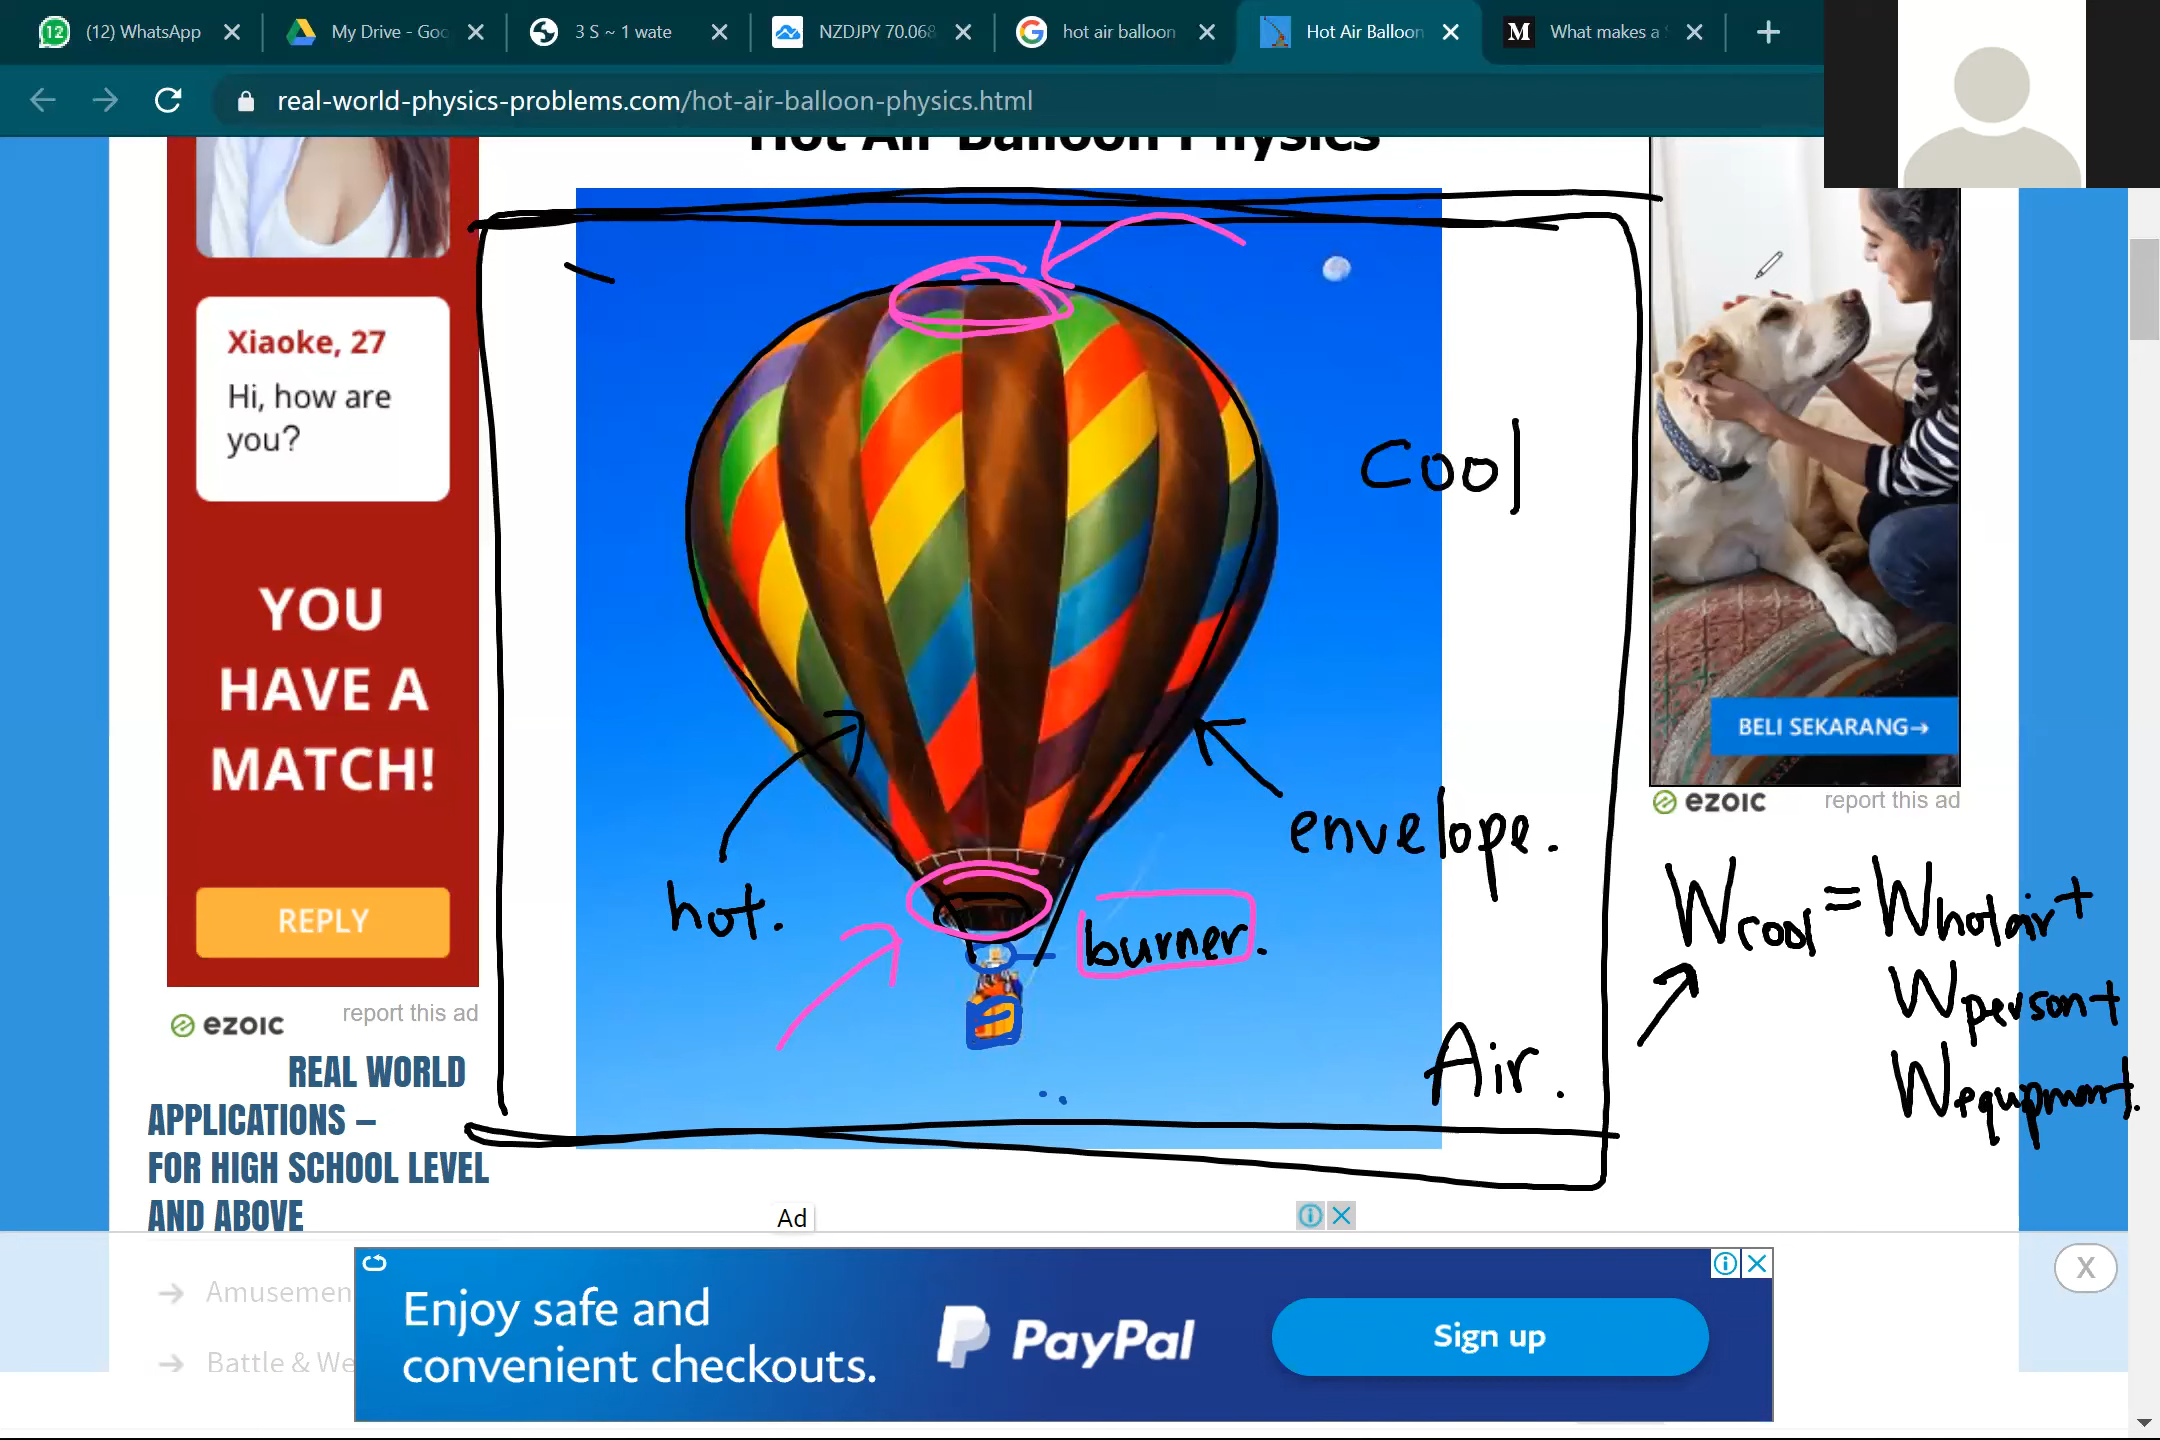 (12) WhatsApp
My Drive - Goo
3 S ~ 1 wate
NZDJPY 70.068
hot air balloon
Hot Air Balloon
What makes a
real-world-physics-problems.com/hot-air-balloon-physics.html
Hot Air Balloon Physics
Xiaoke, 27
Hi, how are
you?
YOU
HAVE A
MATCH!
REPLY
ezoic
report this ad
REAL WORLD
APPLICATIONS –
FOR HIGH SCHOOL LEVEL
AND ABOVE
Amusemen
Battle & We
Cool
envelope.
hot.
burner.
Air.
BELI SEKARANG→
ezoic
report this ad
Wcool = Whotair +
Wperson +
Wequipment.
Ad
Enjoy safe and
convenient checkouts.
PayPal
Sign up
X